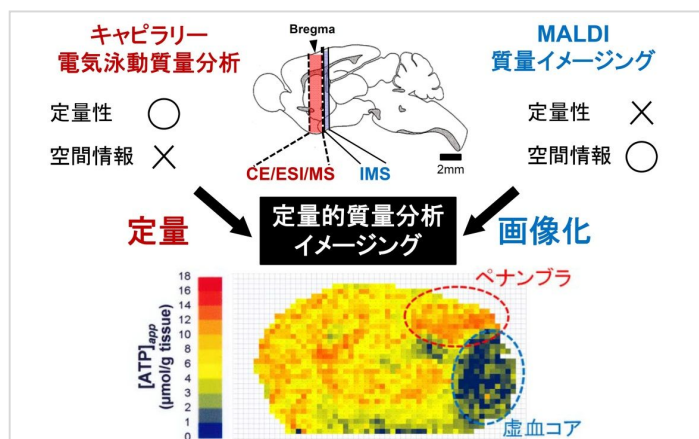 キャピラリー
電気泳動質量分析
定量性 ○
空間情報 ×
Bregma
CE/ESI/MS
IMS
2mm
MALDI
質量イメージング
定量性 ×
空間情報 ○
定量
定量的質量分析
イメージング
画像化
[ATP]app
(μmol/g tissue)
18
16
14
12
10
8
6
5
4
3
2
1
0
ペナンブラ
虚血コア